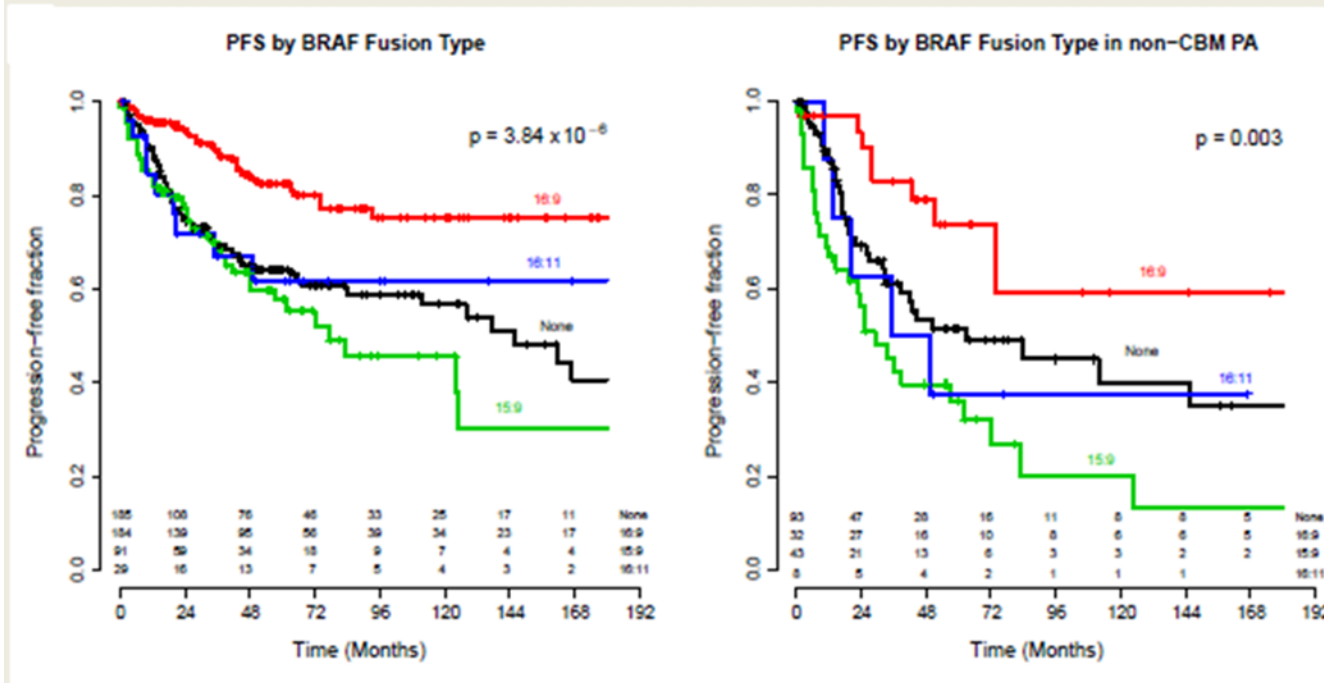 PFS by BRAF Fusion Type
p = 3.84 x 10⁻⁶
Progression-free fraction
1.0
0.8
0.6
0.4
0.2
0.0
16:9
16:11
None
15:9
185 108 76 46 33 25 17 11 None
184 139 95 56 39 34 23 17 16:9
91 59 34 18 9 7 4 4 15:9
29 16 13 7 5 4 3 2 16:11
0 24 48 72 96 120 144 168 192
Time (Months)
PFS by BRAF Fusion Type in non-CBM PA
p = 0.003
Progression-free fraction
1.0
0.8
0.6
0.4
0.2
0.0
16:9
None
16:11
15:9
93 47 28 16 11 8 8 5 None
32 27 16 10 8 6 6 5 16:9
43 21 13 6 3 3 2 2 15:9
8 5 4 2 1 1 1 16:11
0 24 48 72 96 120 144 168 192
Time (Months)